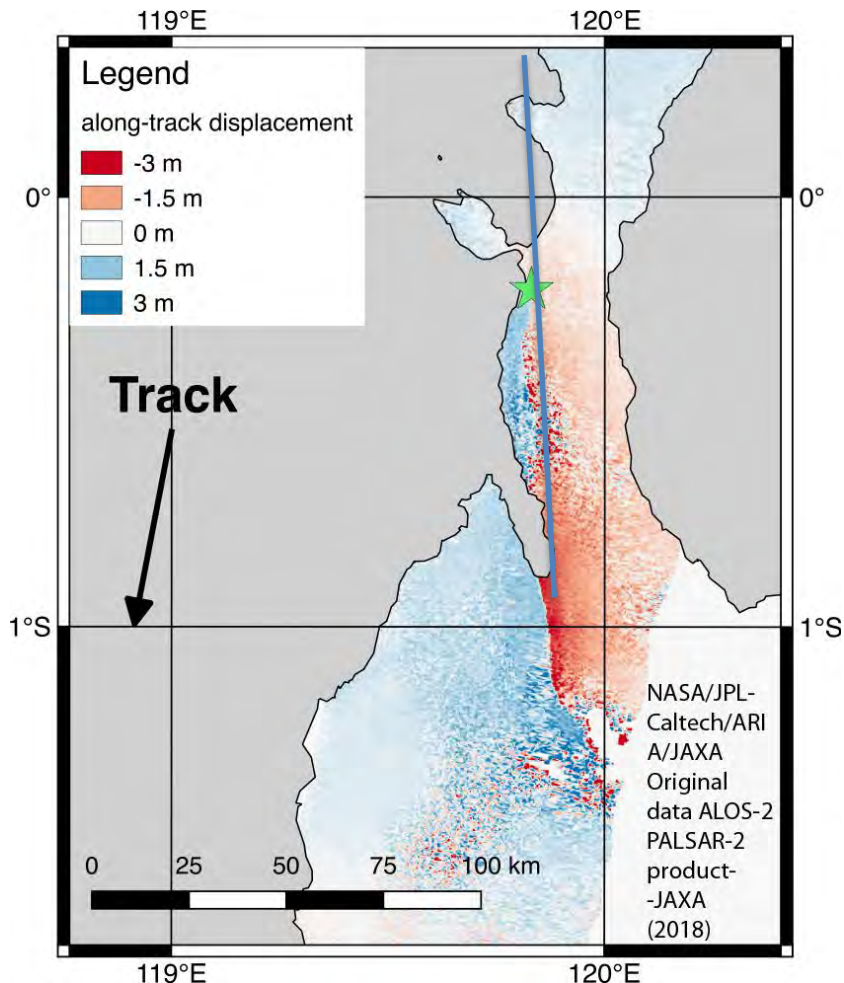 119°E 120°E
Legend
along-track displacement
-3 m
-1.5 m
0 m
1.5 m
3 m
0° 0°
Track
1°S 1°S
NASA/JPL-
Caltech/ARI
A/JAXA
Original
data ALOS-2
PALSAR-2
product-
-JAXA
(2018)
0 25 50 75 100 km
119°E 120°E